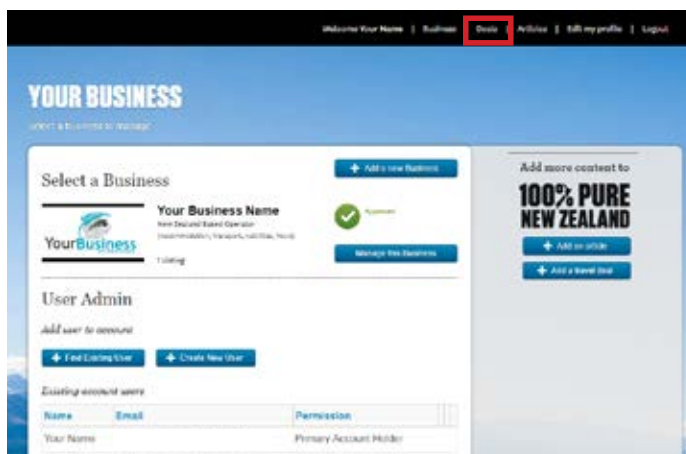 Welcome Your Name | Business | Deals | Articles | Edit my profile | Logout
YOUR BUSINESS
Select a business to manage
Select a Business
+ Add a new Business
YourBusiness
Your Business Name
New Zealand Based Operator
Approved
1 listing
Manage this Business
User Admin
Add user to account
+ Find Existing User
+ Create New User
Existing account users
Name Email Permission
Your Name Primary Account Holder
Add more content to
100% PURE
NEW ZEALAND
+ Add an article
+ Add a travel deal